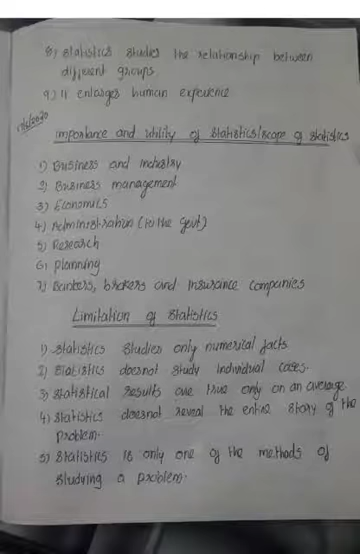 8) Statistics studies the relationship between
different groups
9) It enlarges human experience
Importance and utility of Statistics/scope of statistics
1) Business and industry
2) Business management
3) Economics
4) Administration (to the govt)
5) Research
6) planning
7) Bankers, brokers and Insurance companies
Limitation of Statistics
1) Statistics Studies only numerical facts
2) Statistics doesnot study individual cases.
3) Statistical results are true only on an average
4) Statistics doesnot reveal the entire story of the
problem.
5) Statistics is only one of the methods of
studying a problem.